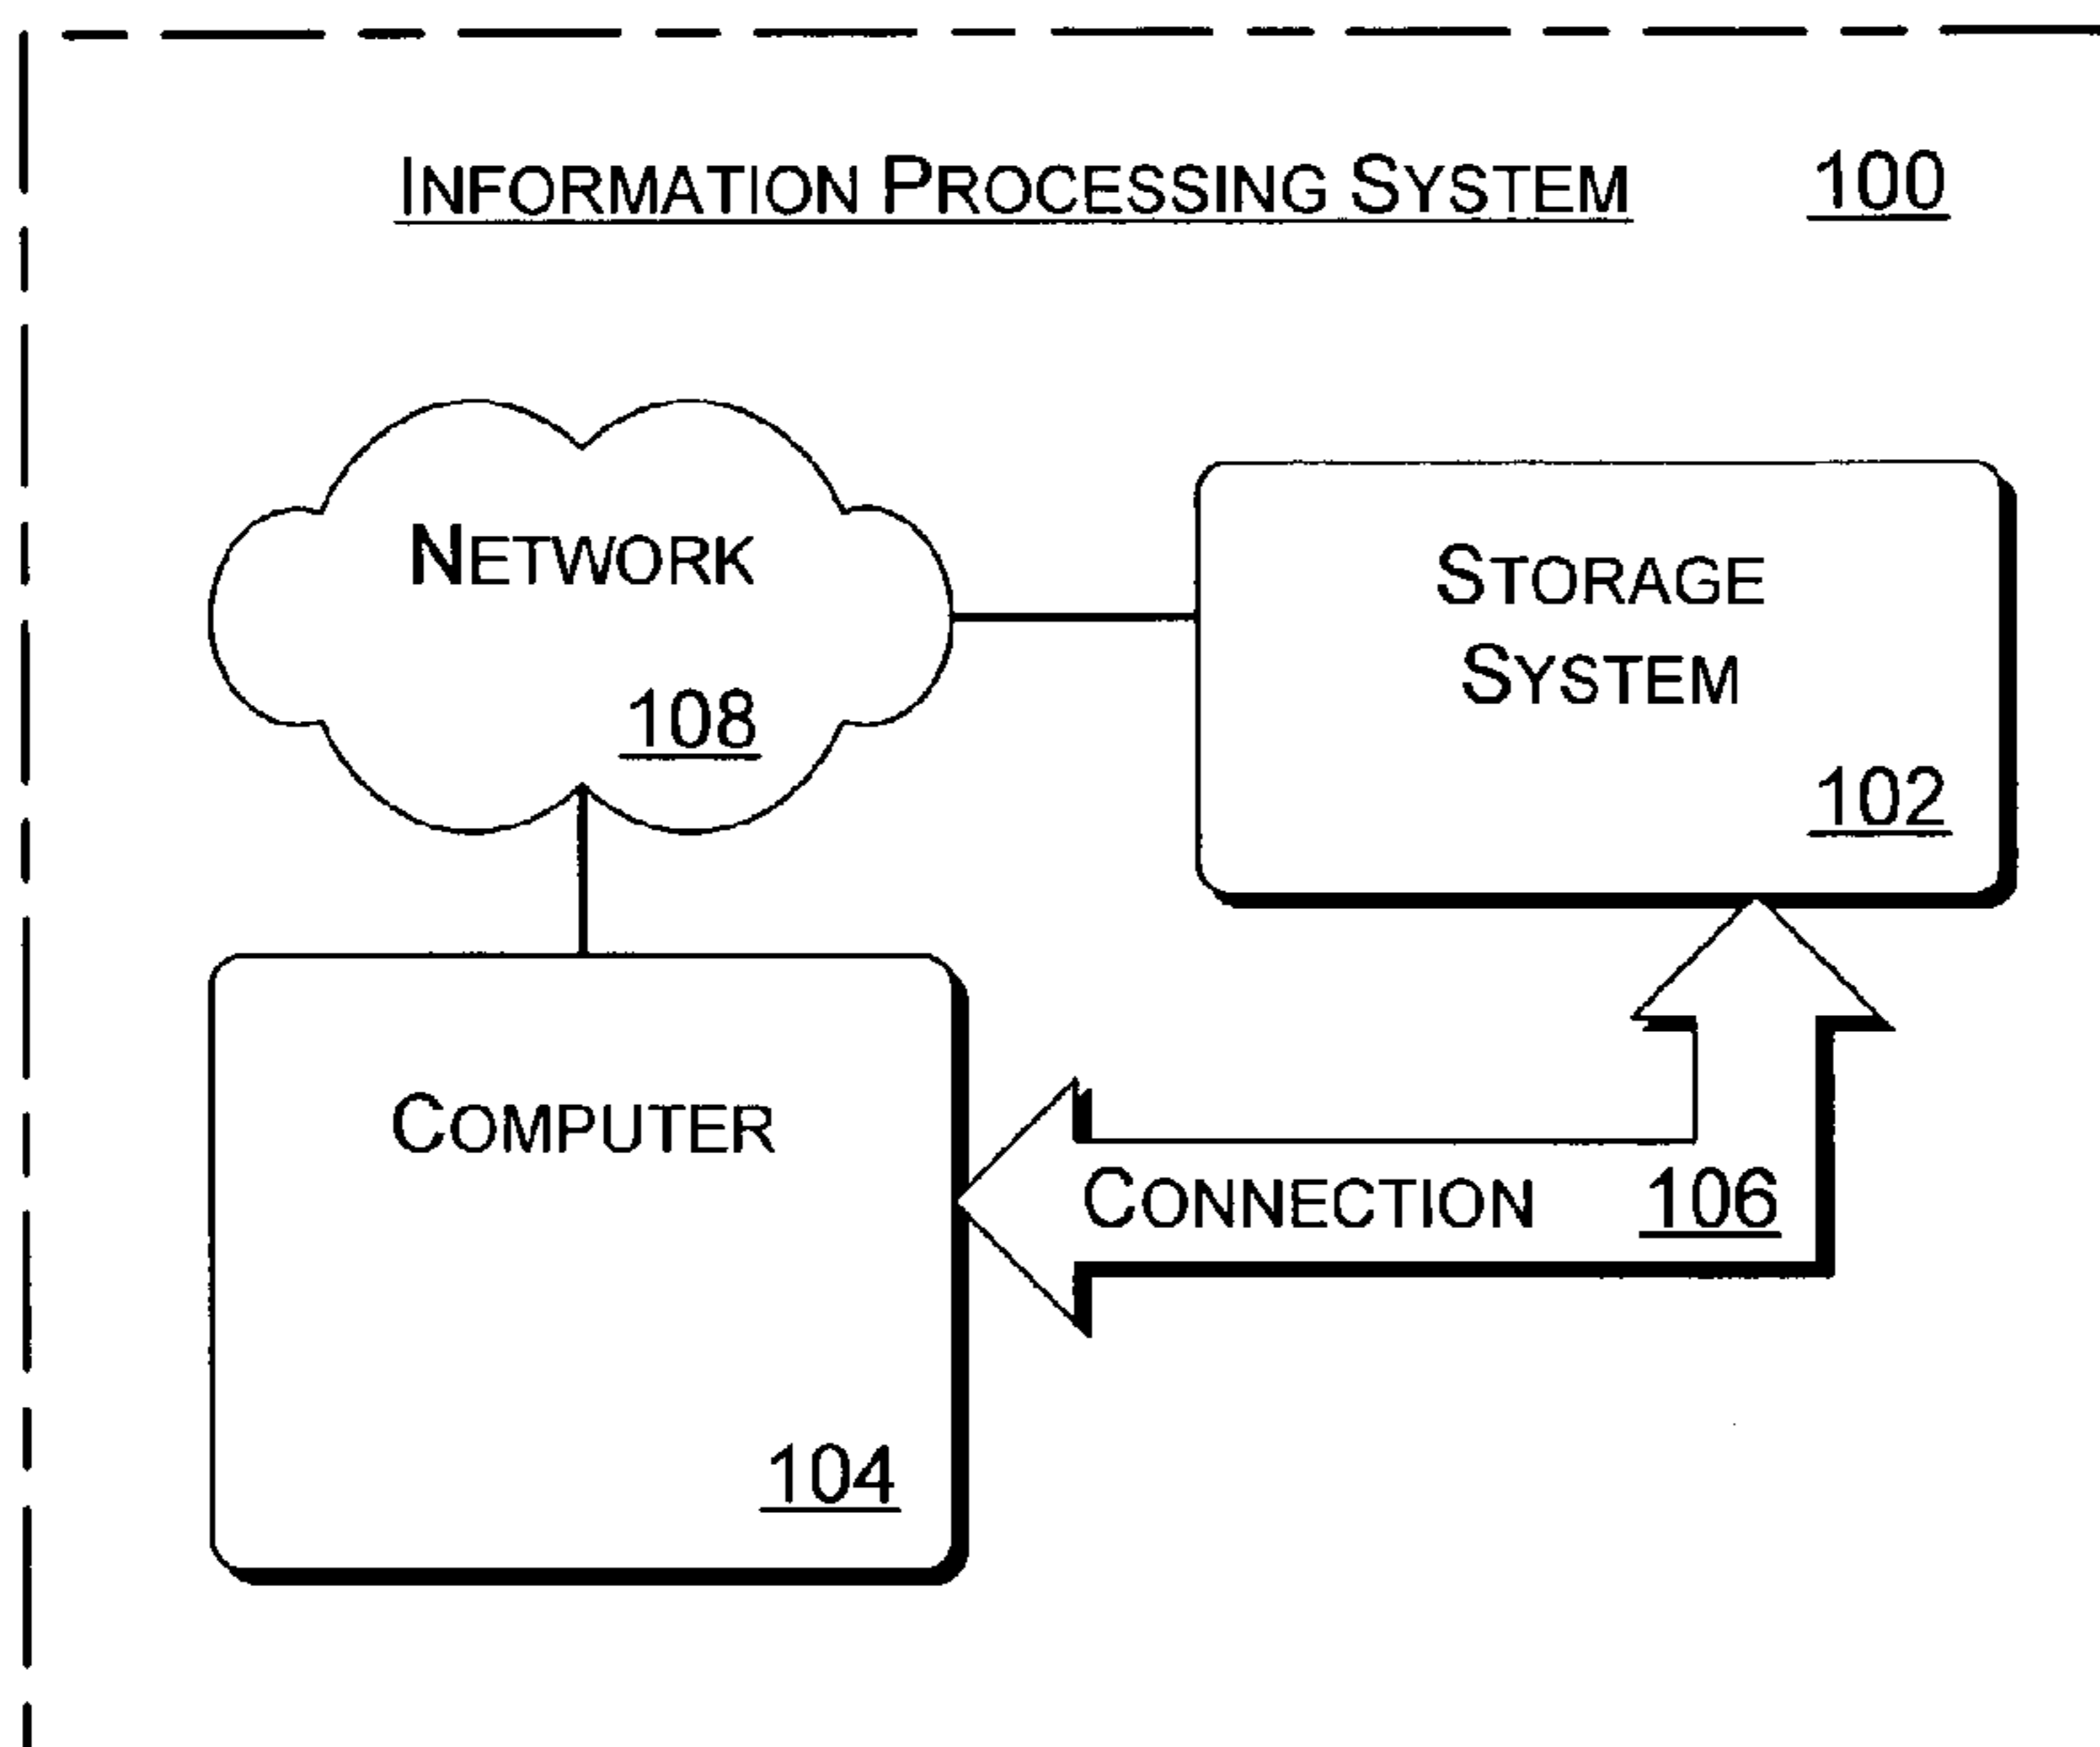 INFORMATION PROCESSING SYSTEM 100
NETWORK
108
STORAGE
SYSTEM
102
COMPUTER
104
CONNECTION 106